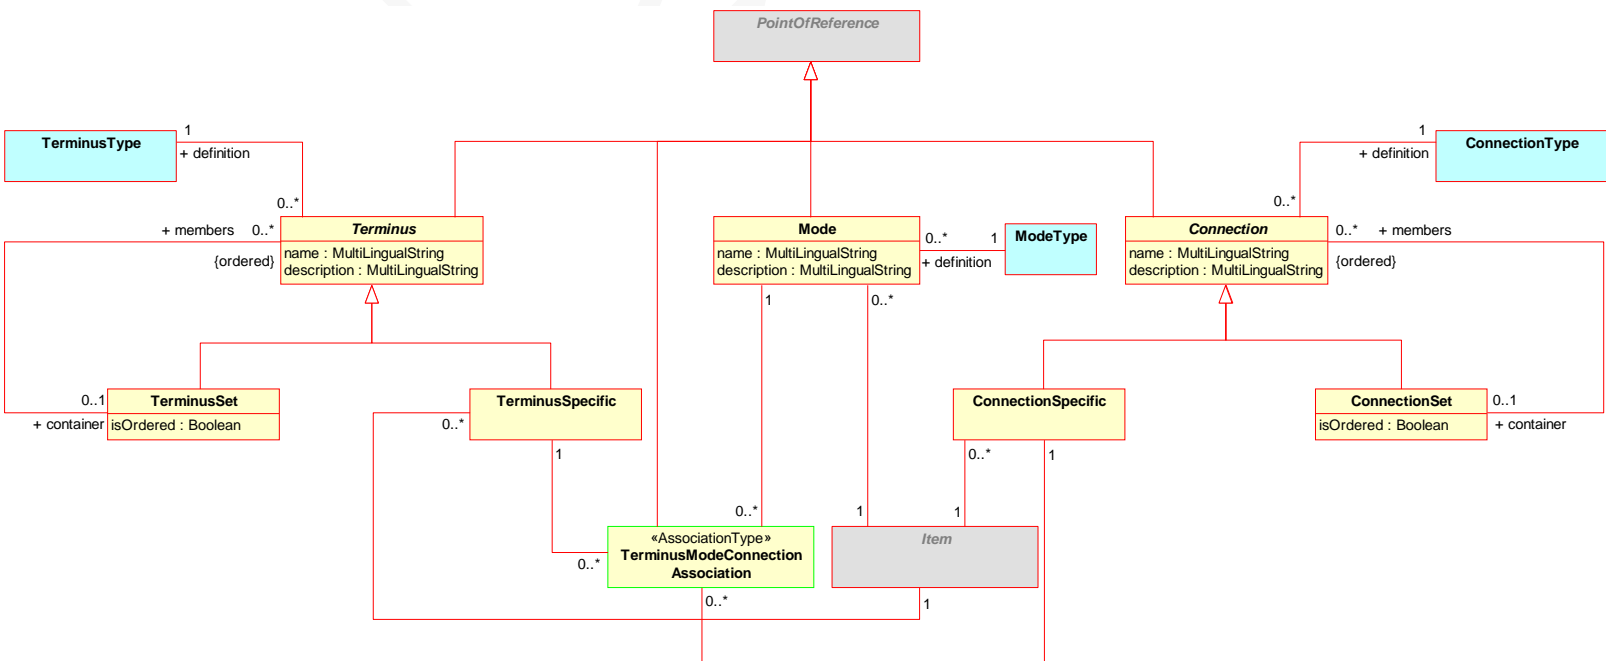 PointOfReference
TerminusType
1
+ definition
0..*
1
+ definition
ConnectionType
0..*
+ members 0..*
{ordered}
Terminus
name : MultiLingualString
description : MultiLingualString
Mode
name : MultiLingualString
description : MultiLingualString
0..* 1
+ definition
ModeType
Connection
name : MultiLingualString
description : MultiLingualString
0..* + members
{ordered}
1
0..*
0..1
+ container
TerminusSet
isOrdered : Boolean
TerminusSpecific
0..*
1
ConnectionSpecific
0..*
1
ConnectionSet
isOrdered : Boolean
0..1
+ container
0..*
1
1
«AssociationType»
TerminusModeConnection
Association
0..*
0..*
Item
1